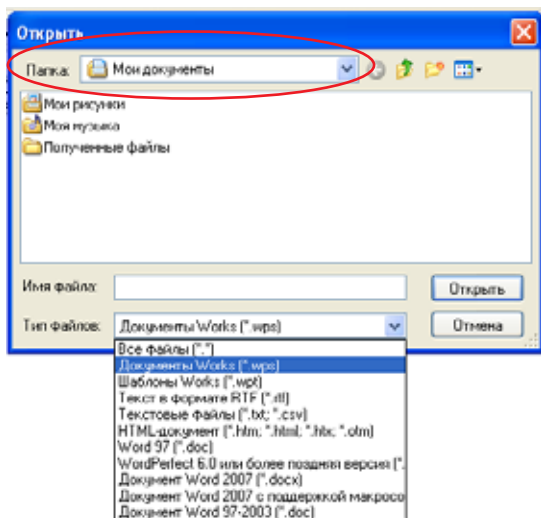 Открыть
Папка: Мои документы
Мои рисунки
Моя музыка
Полученные файлы
Имя файла:
Открыть
Тип файлов: Документы Works (*.wps)
Отмена
Все файлы (*.*)
Документы Works (*.wps)
Шаблоны Works (*.wpt)
Текст в формате RTF (*.rtf)
Текстовые файлы (*.txt; *.csv)
HTML-документ (*.htm; *.html; *.htx; *.otm)
Word 97 (*.doc)
WordPerfect 6.0 или более поздняя версия (*.
Документ Word 2007 (*.docx)
Документ Word 2007 с поддержкой макросо
Документ Word 97-2003 (*.doc)